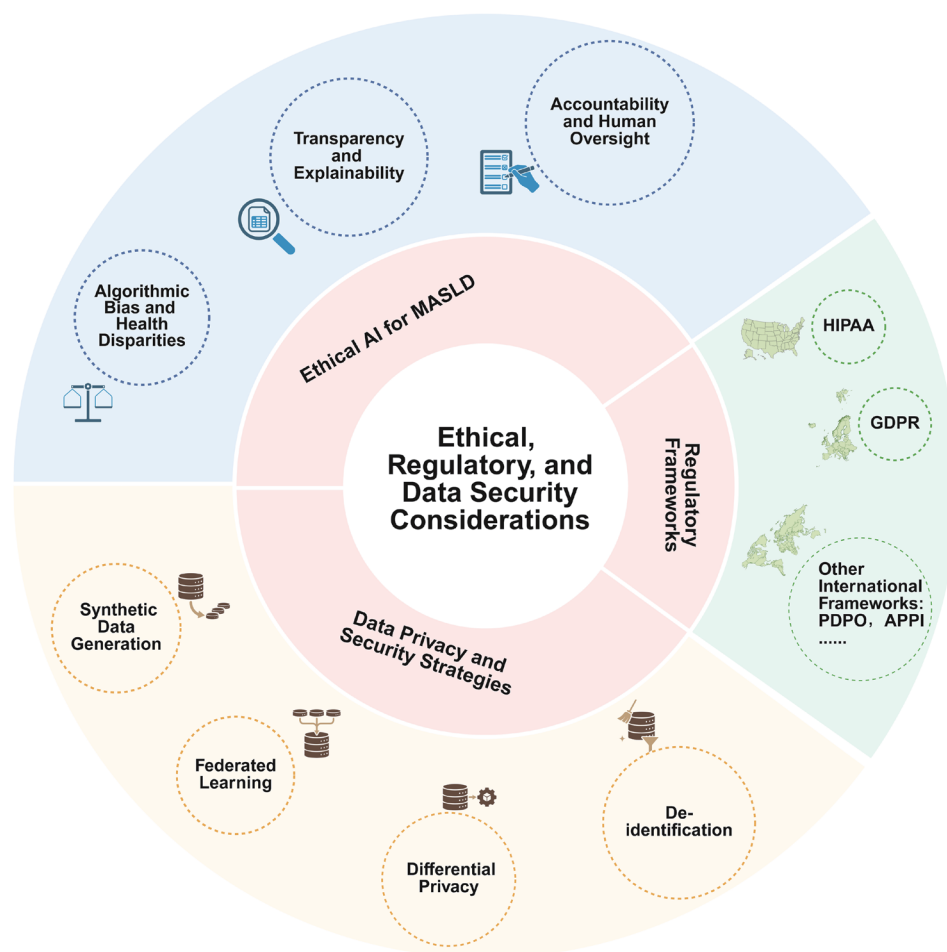 Accountability
and Human
Oversight
Transparency
and
Explainability
Algorithmic
Bias and
Health
Disparities
Ethical AI for MASLD
HIPAA
GDPR
Regulatory
Frameworks
Ethical,
Regulatory, and
Data Security
Considerations
Other
International
Frameworks:
PDPO，APPI
......
Data Privacy and
Security Strategies
Synthetic
Data
Generation
Federated
Learning
Differential
Privacy
De-
identification